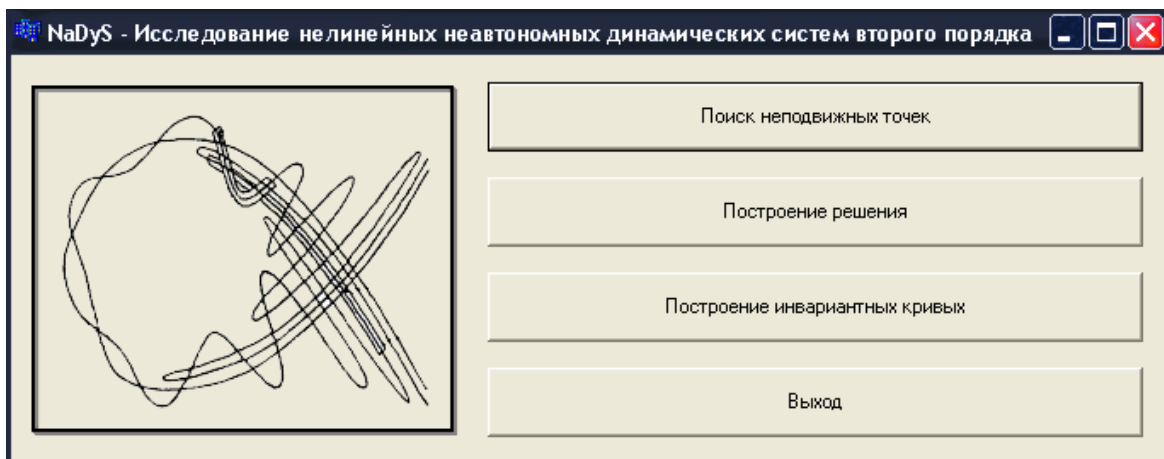 NaDyS - Исследование нелинейных неавтономных динамических систем второго порядка
Поиск неподвижных точек
Построение решения
Построение инвариантных кривых
Выход